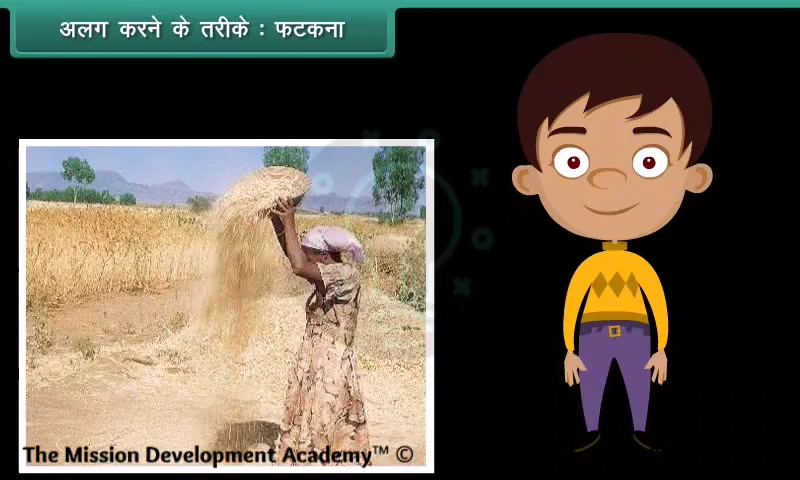 अलग करने के तरीके : फटकना
The Mission Development Academy™ ©